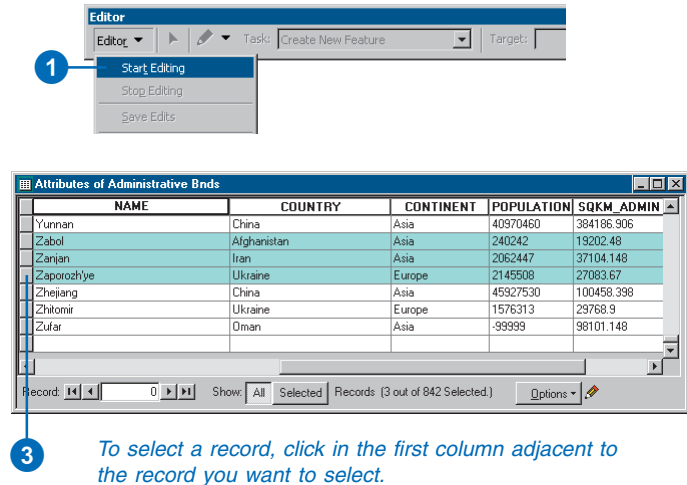 Editor
Editor Task: Create New Feature Target:
1
Start Editing
Stop Editing
Save Edits
Attributes of Administrative Bnds
NAME COUNTRY CONTINENT POPULATION SQKM_ADMIN
Yunnan China Asia 40970460 384186.906
Zabol Afghanistan Asia 240242 19202.48
Zanjan Iran Asia 2062447 37104.148
Zaporozh'ye Ukraine Europe 2145508 27083.67
Zhejiang China Asia 45927530 100458.398
Zhitomir Ukraine Europe 1576313 29768.9
Zufar Oman Asia -99999 98101.148
Record: 0 Show: All Selected Records (3 out of 842 Selected.) Options
3
To select a record, click in the first column adjacent to
the record you want to select.